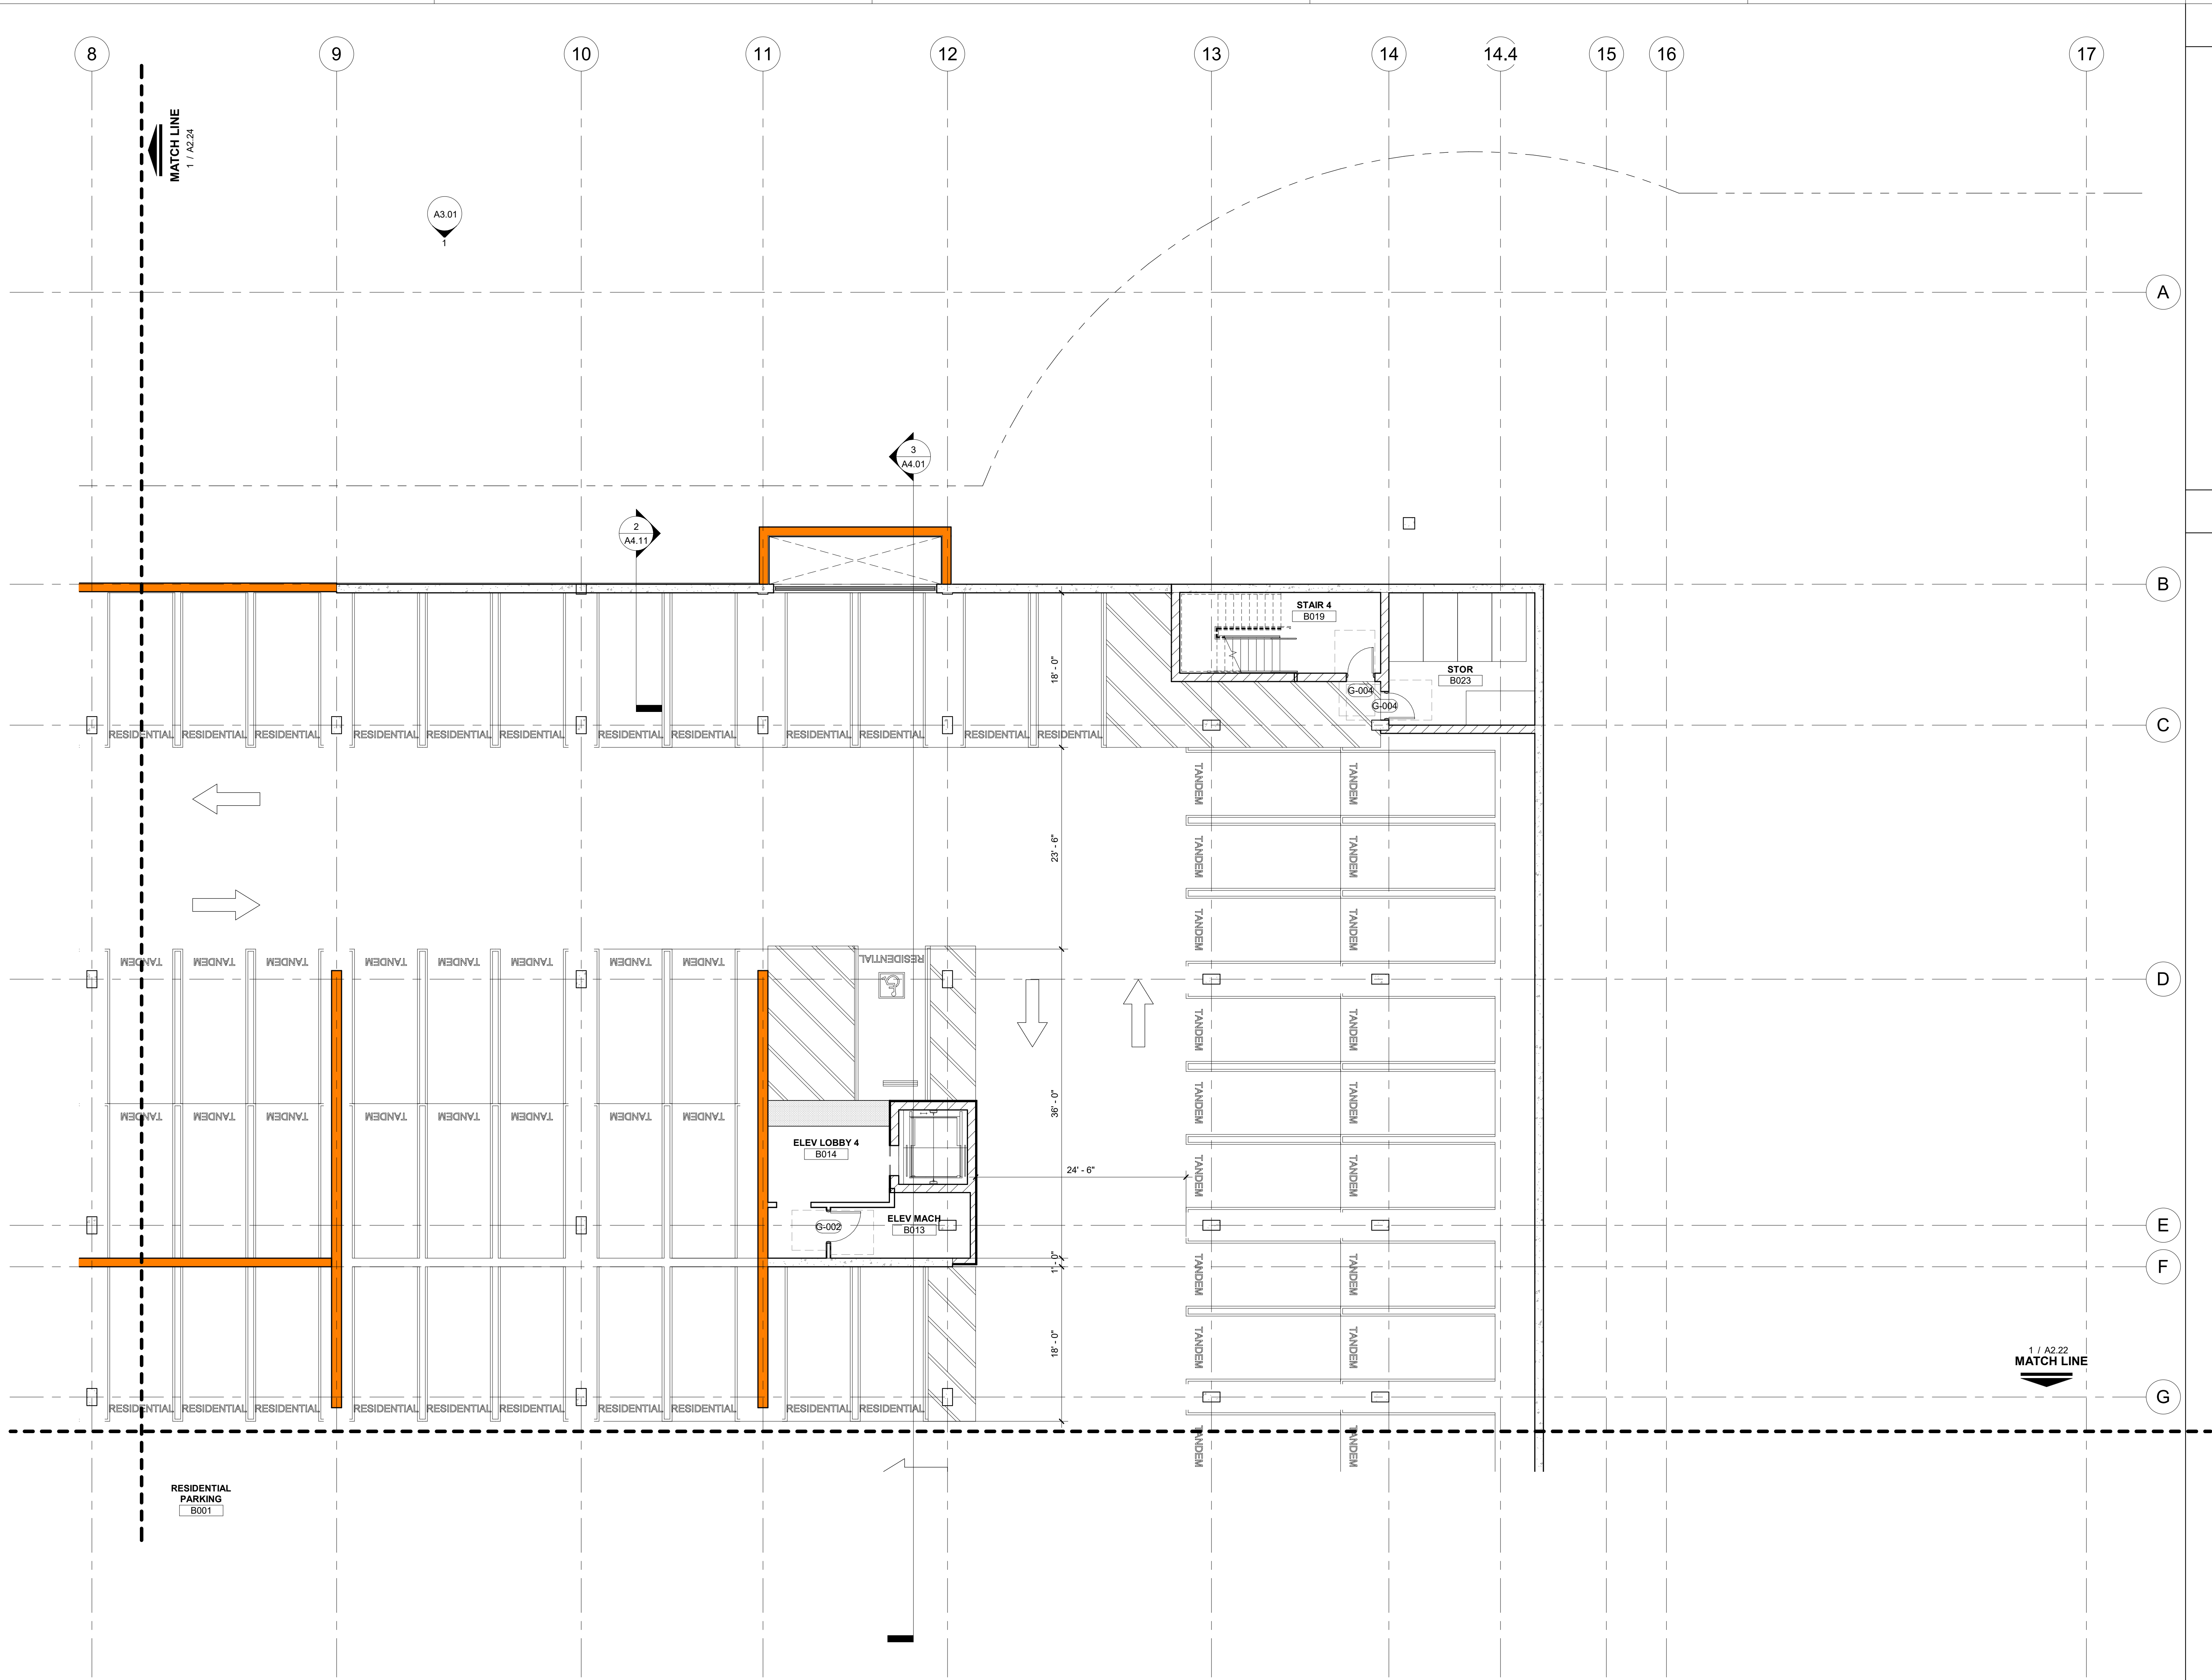 8
9
10
11
12
13
14
14.4
15
16
17
MATCH LINE
1 / A2.24
A3.01
1
A
3
A4.01
2
A4.11
B
STAIR 4
B019
18' - 0"
STOR
B023
G-004
G-004
C
RESIDENTIAL RESIDENTIAL RESIDENTIAL RESIDENTIAL RESIDENTIAL RESIDENTIAL RESIDENTIAL RESIDENTIAL RESIDENTIAL RESIDENTIAL RESIDENTIAL RESIDENTIAL
TANDEM TANDEM
23' - 6"
TANDEM TANDEM
TANDEM TANDEM
TANDEM TANDEM TANDEM TANDEM TANDEM TANDEM TANDEM TANDEM
RESIDENTIAL
D
TANDEM TANDEM
36' - 0"
TANDEM TANDEM
TANDEM TANDEM TANDEM TANDEM TANDEM TANDEM TANDEM TANDEM
ELEV LOBBY 4
B014
24' - 6"
TANDEM TANDEM
ELEV MACH
B013
G-002
E
1' - 0"
TANDEM TANDEM
F
18' - 0"
TANDEM TANDEM
1 / A2.22
MATCH LINE
G
RESIDENTIAL RESIDENTIAL RESIDENTIAL RESIDENTIAL RESIDENTIAL RESIDENTIAL RESIDENTIAL RESIDENTIAL RESIDENTIAL RESIDENTIAL
TANDEM TANDEM
RESIDENTIAL
PARKING
B001